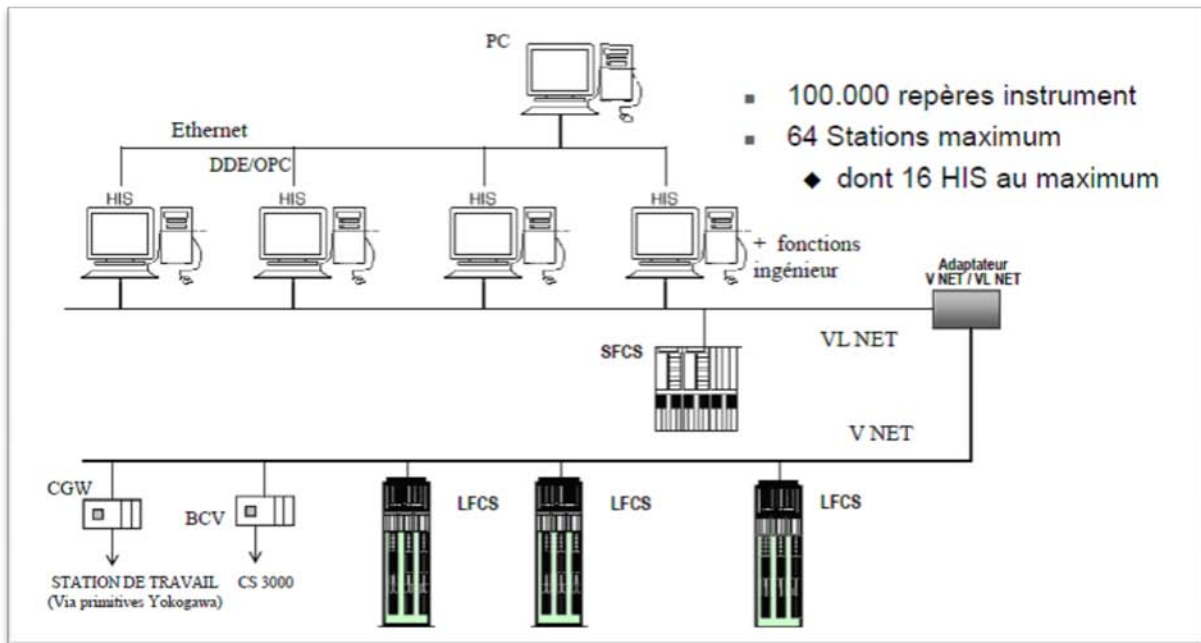 PC
▪ 100.000 repères instrument
Ethernet
▪ 64 Stations maximum
DDE/OPC
◆ dont 16 HIS au maximum
HIS
HIS
HIS
HIS
+ fonctions
ingénieur
Adaptateur
V NET / VL NET
VL NET
SFCS
V NET
CGW
BCV
LFCS
LFCS
LFCS
STATION DE TRAVAIL
(Via primitives Yokogawa)
CS 3000